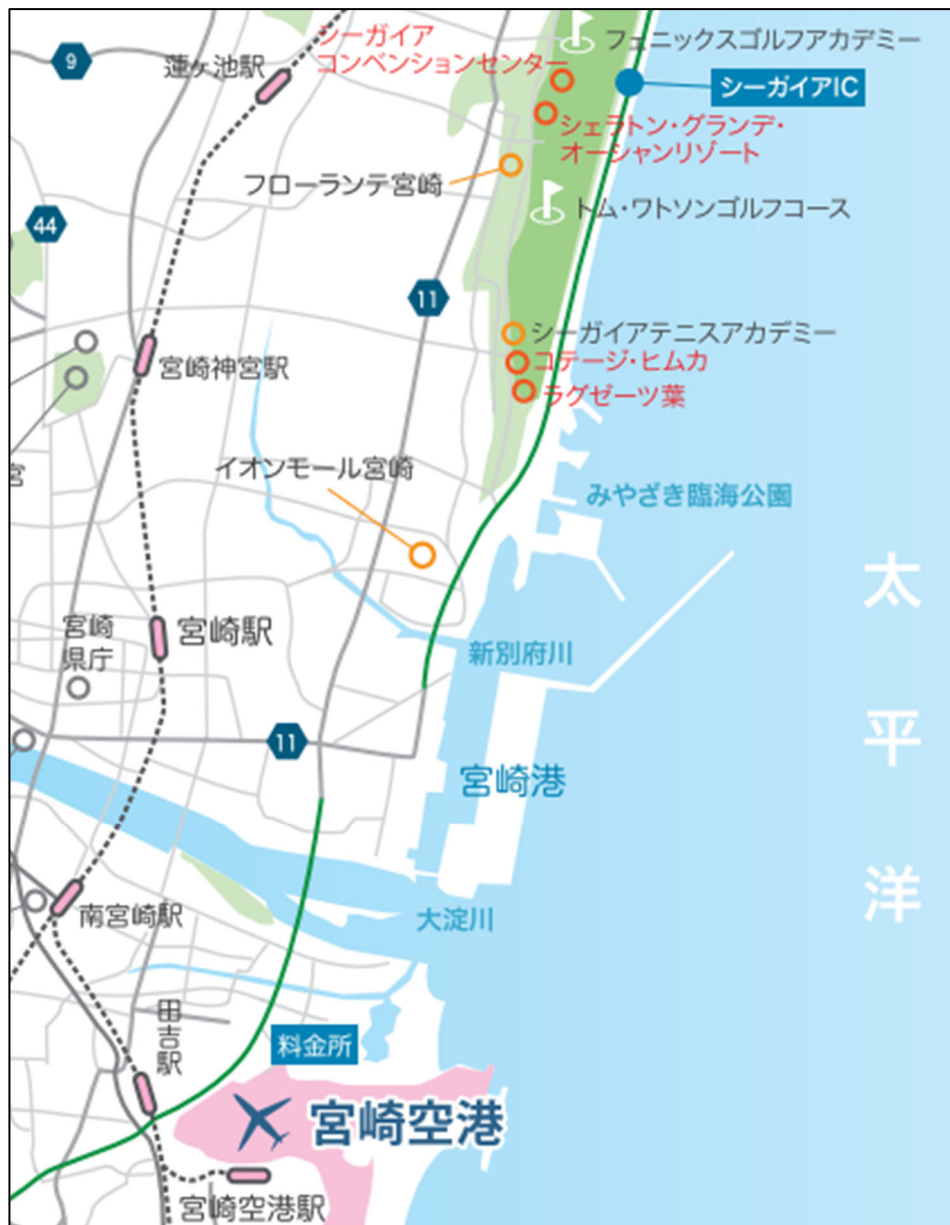 シーガイア
コンベンションセンター
フェニックスゴルフアカデミー
9
蓮ヶ池駅
シーガイアIC
シェラトン・グランデ・
オーシャンリゾート
フローランテ宮崎
トム・ワトソンゴルフコース
44
11
シーガイアテニスアカデミー
コテージ・ヒムカ
宮崎神宮駅
ラグゼーツ葉
イオンモール宮崎
宮
みやざき臨海公園
太平洋
宮崎
県庁
宮崎駅
新別府川
11
宮崎港
南宮崎駅
大淀川
田吉駅
料金所
宮崎空港
宮崎空港駅